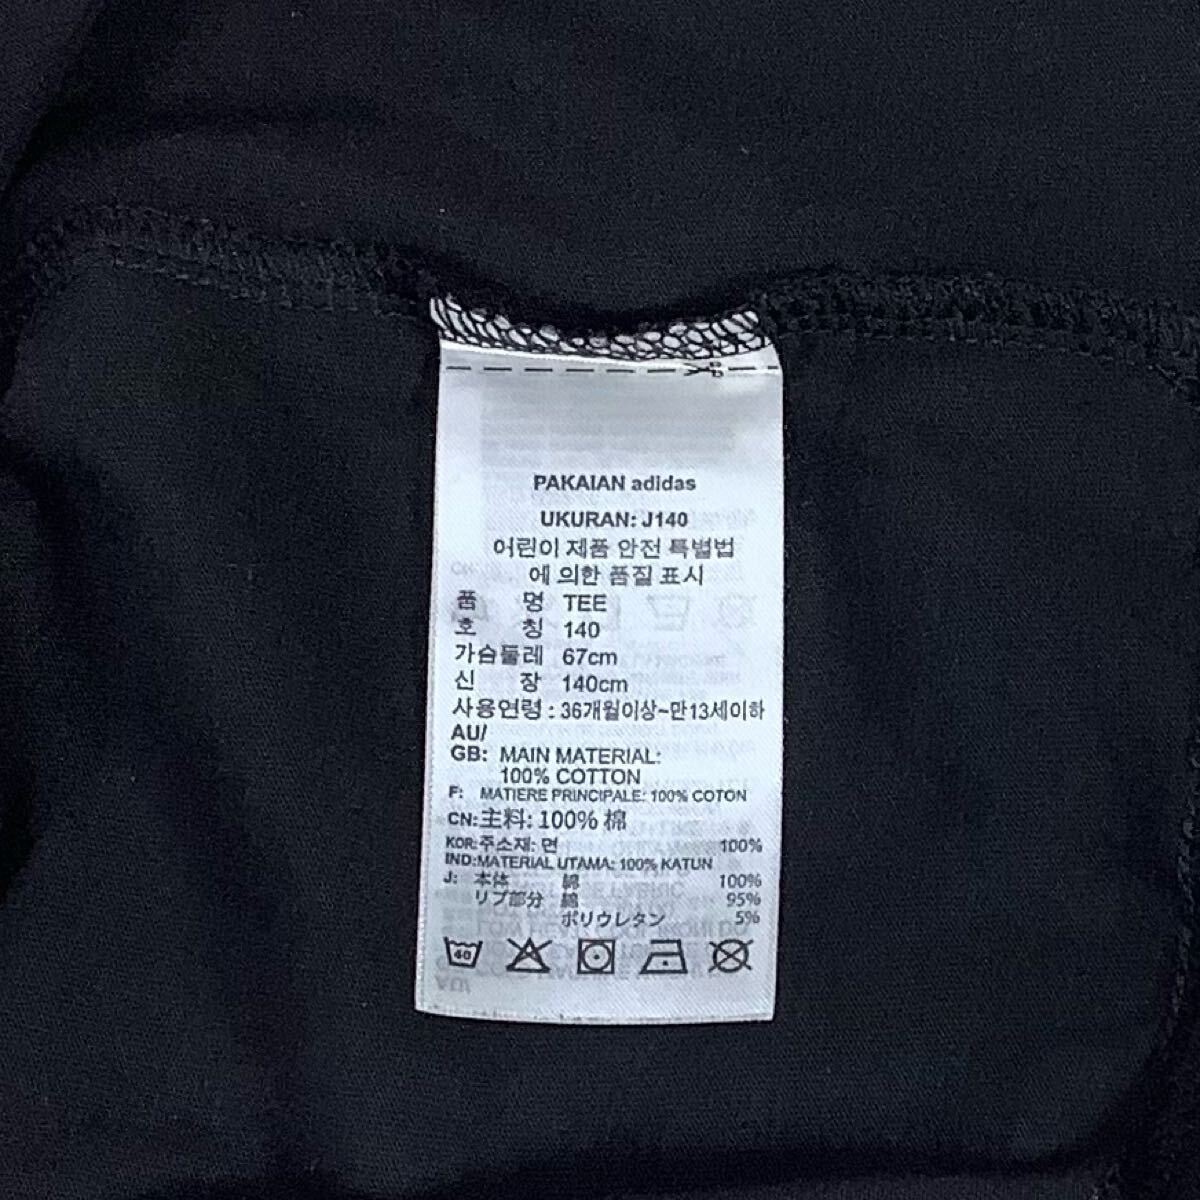 PAKAIAN adidas
UKURAN: J140
어린이 제품 안전 특별법
에 의한 품질 표시
품 명 TEE
호 칭 140
가슴둘레 67cm
신 장 140cm
사용연령 : 36개월이상~만13세이하
AU/
GB: MAIN MATERIAL:
100% COTTON
F: MATIERE PRINCIPALE: 100% COTON
CN:主料: 100% 棉
KOR:주소재: 면 100%
IND:MATERIAL UTAMA: 100% KATUN
J: 本体 綿 100%
リブ部分 綿 95%
ポリウレタン 5%
40